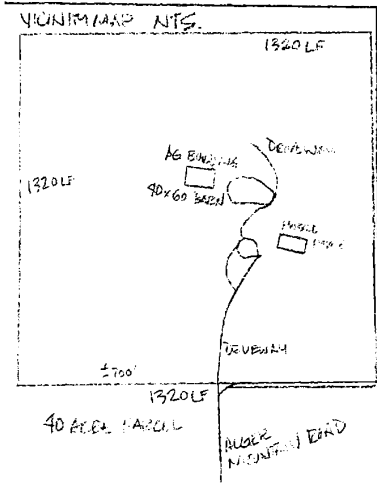 VICINITY MAP NTS.
1320 LF
DRIVEWAY
AG BUILDING
1320 LF
40x60 BARN
DRIVEWAY
±700'
1320 LF
40 ACRE PARCEL
ALGER
MOUNTAIN ROAD